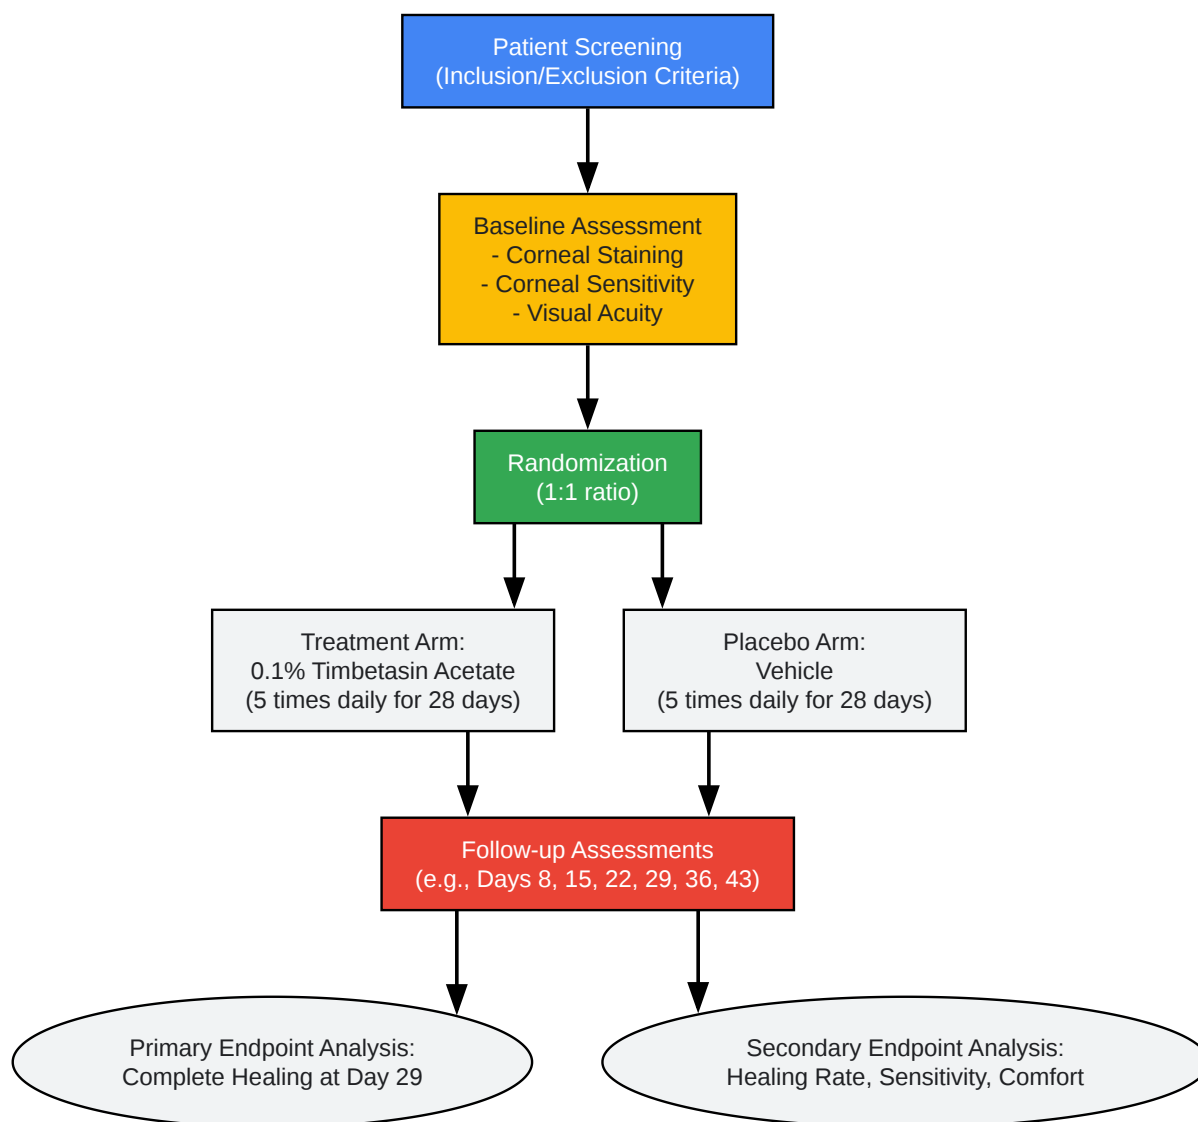 Patient Screening
(Inclusion/Exclusion Criteria)
Baseline Assessment
- Corneal Staining
- Corneal Sensitivity
- Visual Acuity
Randomization
(1:1 ratio)
Treatment Arm:
0.1% Timbetasin Acetate
(5 times daily for 28 days)
Placebo Arm:
Vehicle
(5 times daily for 28 days)
Follow-up Assessments
(e.g., Days 8, 15, 22, 29, 36, 43)
Primary Endpoint Analysis:
Complete Healing at Day 29
Secondary Endpoint Analysis:
Healing Rate, Sensitivity, Comfort